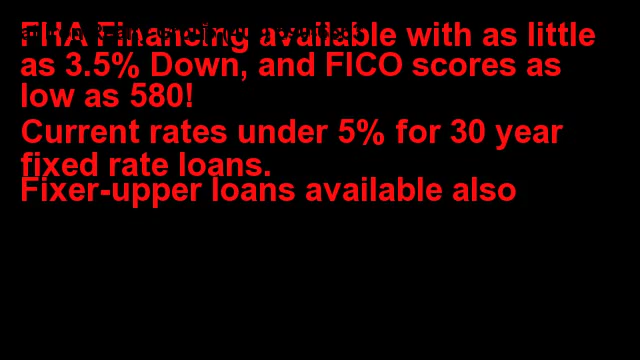 FHA Financing available with as little
as 3.5% Down, and FICO scores as
low as 580!
Current rates under 5% for 30 year
fixed rate loans.
Fixer-upper loans available also